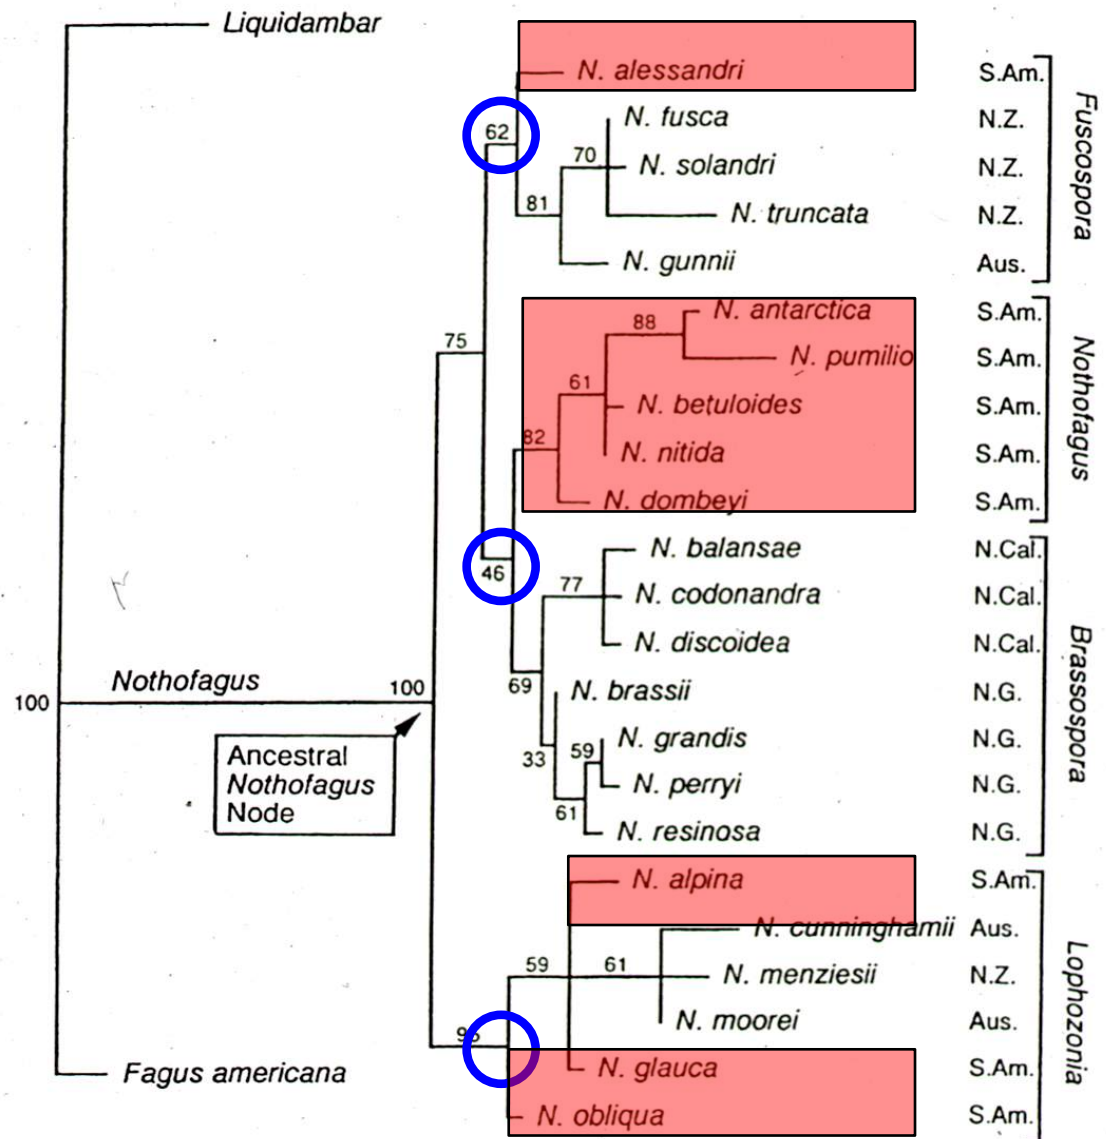 Liquidambar
N. alessandri S.Am.
62
N. fusca N.Z.
70 N. solandri N.Z.
81 N. truncata N.Z.
N. gunnii Aus.
Fuscospora
N. antarctica S.Am.
88
75 N. pumilio S.Am.
61
N. betuloides S.Am.
82
N. nitida S.Am.
N. dombeyi S.Am.
Nothofagus
N. balansae N.Cal.
46
77 N. codonandra N.Cal.
N. discoidea N.Cal.
Nothofagus 100
69 N. brassii N.G.
100
N. grandis N.G.
33 59
N. perryi N.G.
61
N. resinosa N.G.
Brassospora
Ancestral
Nothofagus
Node
N. alpina S.Am.
N. cunninghamii Aus.
59 61 N. menziesii N.Z.
N. moorei Aus.
N. glauca S.Am.
N. obliqua S.Am.
Lophozonia
Fagus americana